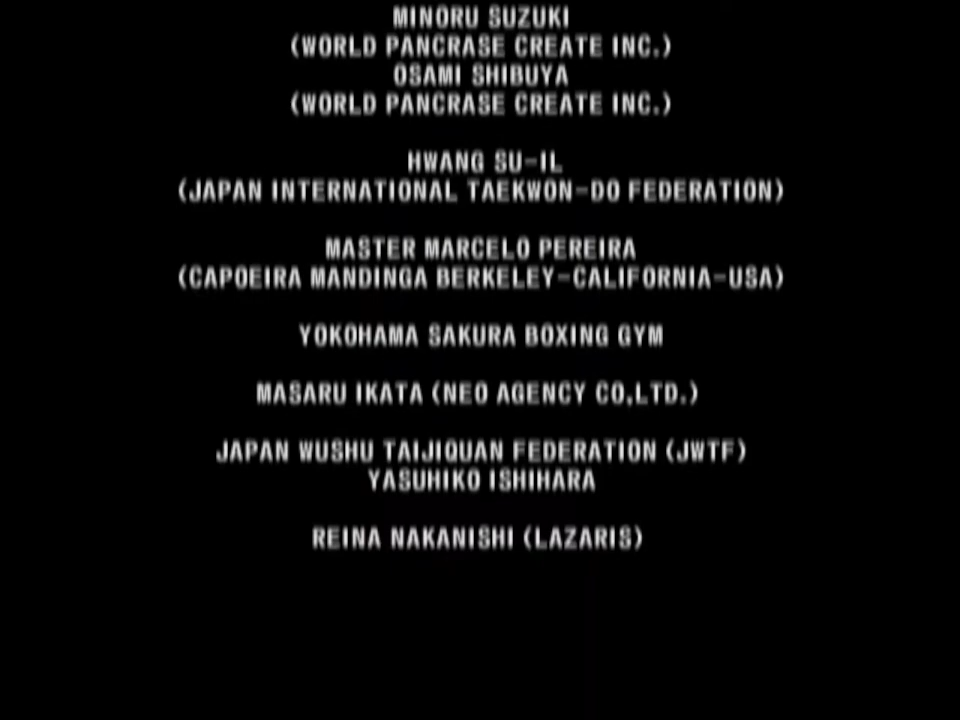 MINORU SUZUKI
(WORLD PANCRASE CREATE INC.)
OSAMI SHIBUYA
(WORLD PANCRASE CREATE INC.)
HWANG SU-IL
(JAPAN INTERNATIONAL TAEKWON-DO FEDERATION)
MASTER MARCELO PEREIRA
(CAPOEIRA MANDINGA BERKELEY-CALIFORNIA-USA)
YOKOHAMA SAKURA BOXING GYM
MASARU IKATA (NEO AGENCY CO,LTD.)
JAPAN WUSHU TAIJIQUAN FEDERATION (JWTF)
YASUHIKO ISHIHARA
REINA NAKANISHI (LAZARIS)